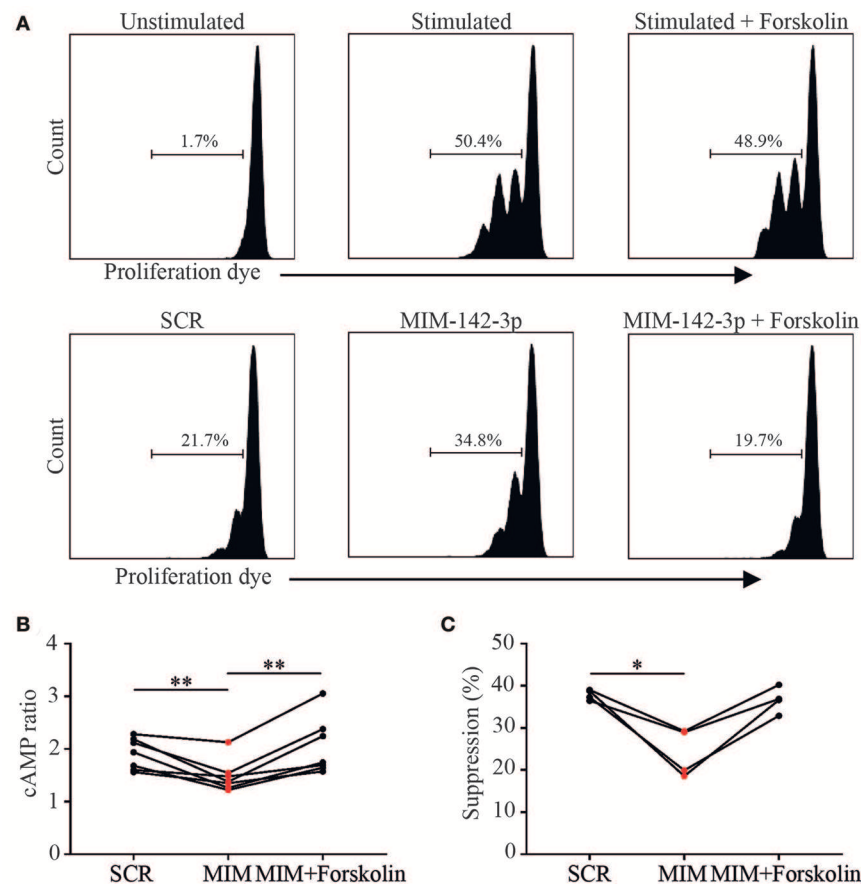 A
Unstimulated Stimulated Stimulated + Forskolin
Count 1.7% 50.4% 48.9%
Proliferation dye
SCR MIM-142-3p MIM-142-3p + Forskolin
Count 21.7% 34.8% 19.7%
Proliferation dye
B
cAMP ratio
4
3
2
1
0
** **
SCR MIM MIM+Forskolin
C
Suppression (%)
50
40
30
20
10
0
*
SCR MIM MIM+Forskolin